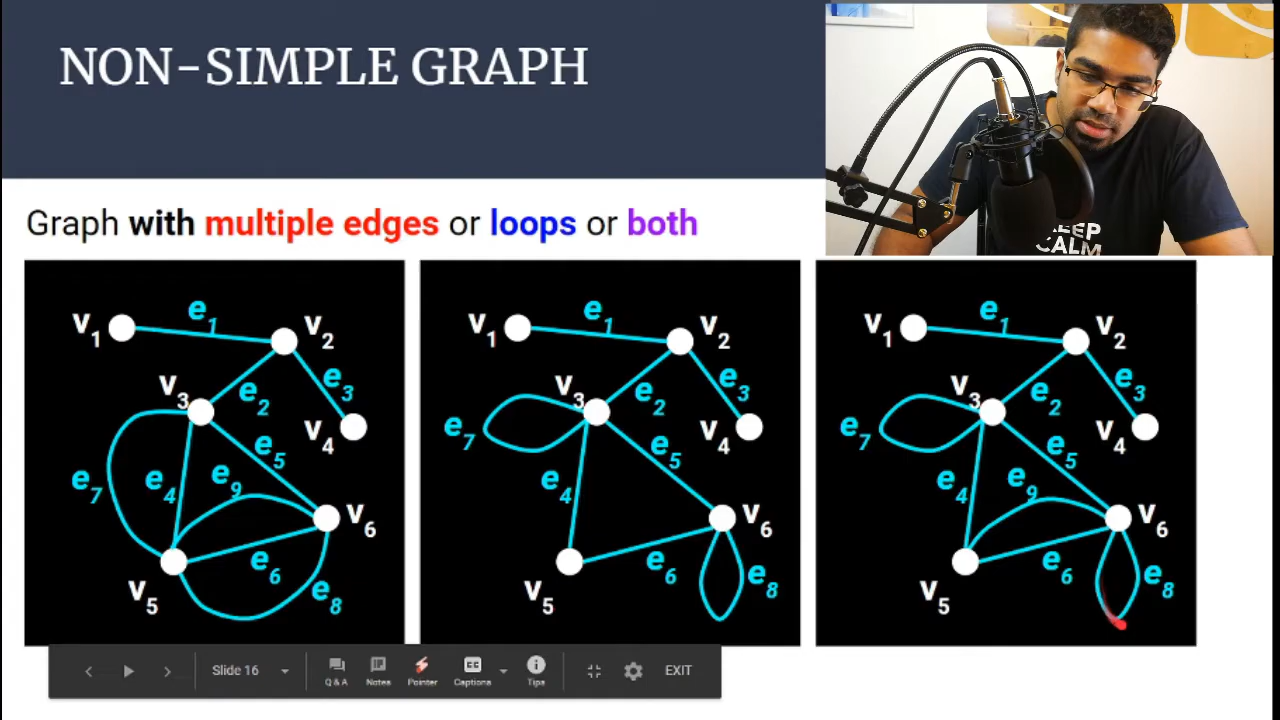 NON-SIMPLE GRAPH
KEEP
CALM
Graph with multiple edges or loops or both
v1 e1 v2
v3 e2 e3
v4
e5
e7 e4 e9
v6
e6
v5 e8
v1 e1 v2
v3 e2 e3
e7 v4
e5
e4
v6
e6 e8
v5
v1 e1 v2
v3 e2 e3
e7 v4
e5
e4 e9
v6
e6 e8
v5
Slide 16
Q & A
Notes
Pointer
CC
Captions
Tips
EXIT